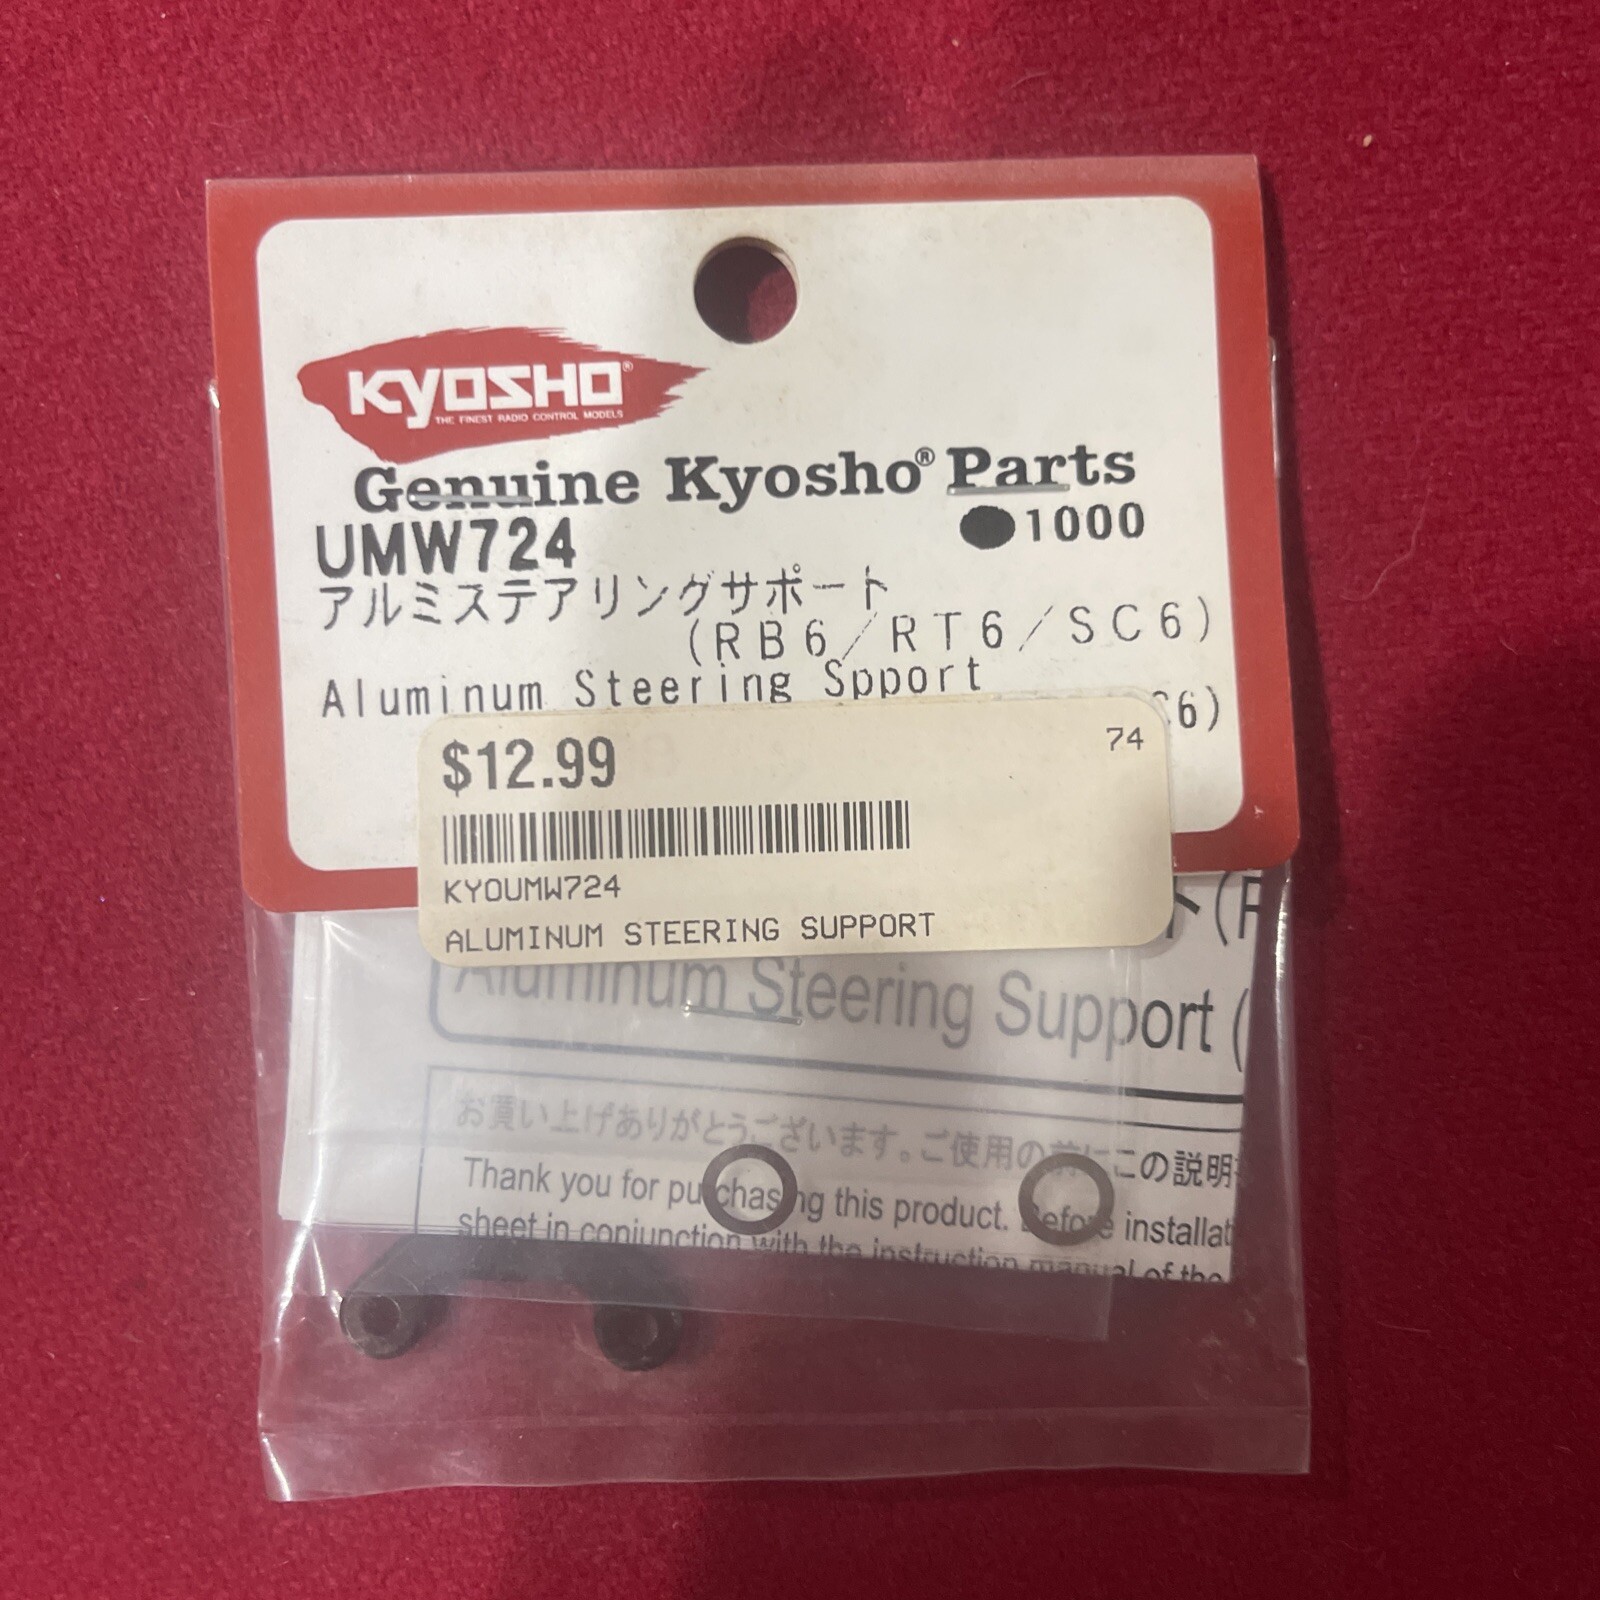 KYOSHO®
THE FINEST RADIO CONTROL MODELS
Genuine Kyosho® Parts
UMW724 ●1000
アルミステアリングサポート
(RB6/RT6/SC6)
Aluminum Steering Spport
C6)
$12.99 74
KYOUMW724
ALUMINUM STEERING SUPPORT
ト(R
Aluminum Steering Support (
お買い上げありがとうございます。ご使用の前にこの説明
Thank you for purchasing this product. Before installat
sheet in conjunction with the instruction manual of the